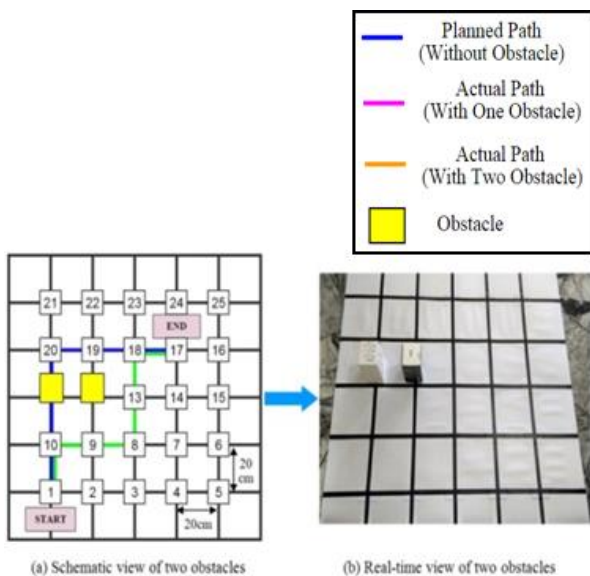 Planned Path
(Without Obstacle)
Actual Path
(With One Obstacle)
Actual Path
(With Two Obstacle)
Obstacle
21 22 23 24 25
END
20 19 18 17 16
13 14 15
10 9 8 7 6
20
cm
1 2 3 4 5
START
20cm
(a) Schematic view of two obstacles
(b) Real-time view of two obstacles